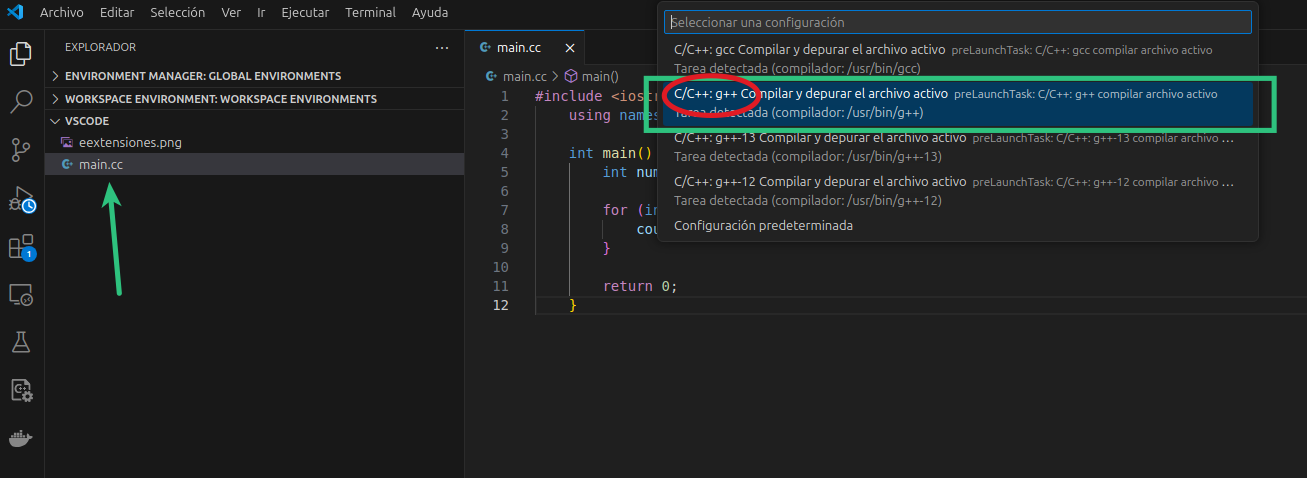 Archivo Editar Selección Ver Ir Ejecutar Terminal Ayuda
EXPLORADOR
ENVIRONMENT MANAGER: GLOBAL ENVIRONMENTS
WORKSPACE ENVIRONMENT: WORKSPACE ENVIRONMENTS
VSCODE
eextensiones.png
main.cc
1
main.cc
main.cc > main()
1 #include <iostr
2 using names
3
4 int main()
5 int num
6
7 for (in
8 cou
9 }
10
11 return 0;
12 }
Seleccionar una configuración
C/C++: gcc Compilar y depurar el archivo activo preLaunchTask: C/C++: gcc compilar archivo activo
Tarea detectada (compilador: /usr/bin/gcc)
C/C++: g++ Compilar y depurar el archivo activo preLaunchTask: C/C++: g++ compilar archivo activo
Tarea detectada (compilador: /usr/bin/g++)
C/C++: g++-13 Compilar y depurar el archivo activo preLaunchTask: C/C++: g++-13 compilar archivo ...
Tarea detectada (compilador: /usr/bin/g++-13)
C/C++: g++-12 Compilar y depurar el archivo activo preLaunchTask: C/C++: g++-12 compilar archivo ...
Tarea detectada (compilador: /usr/bin/g++-12)
Configuración predeterminada